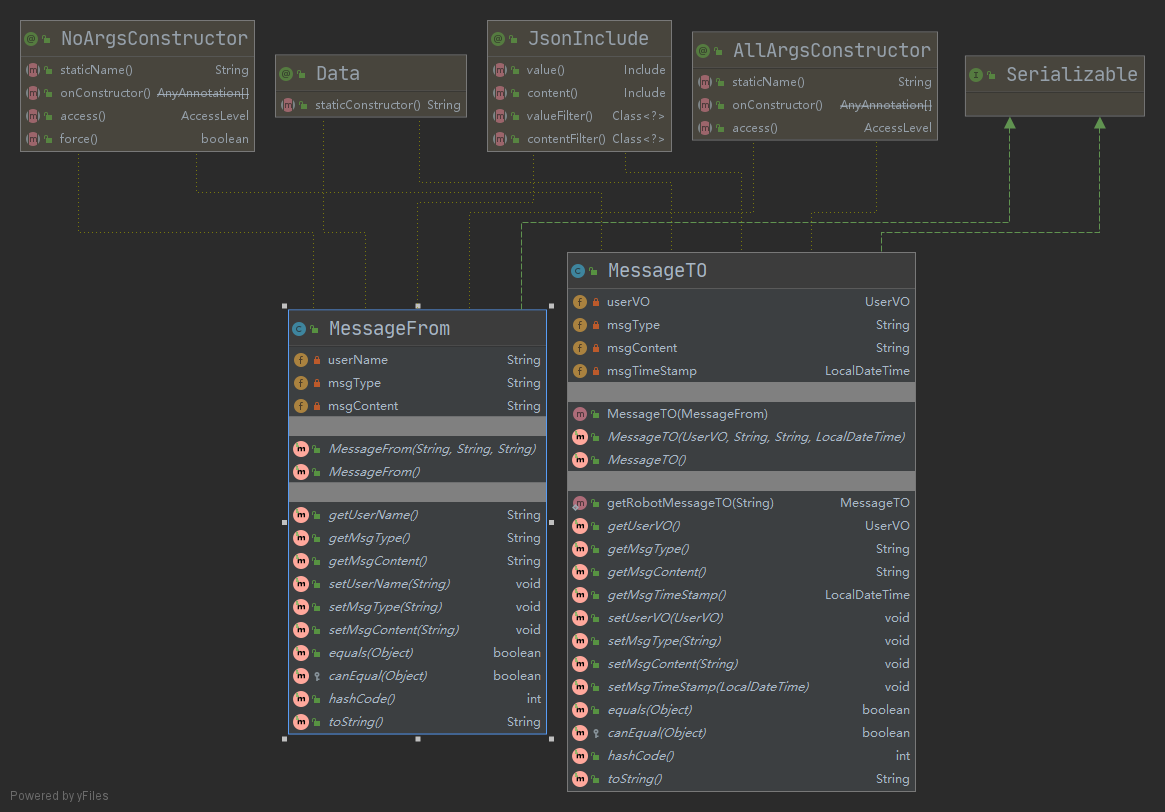 NoArgsConstructor
staticName() String
onConstructor() AnyAnnotation[]
access() AccessLevel
force() boolean
Data
staticConstructor() String
JsonInclude
value() Include
content() Include
valueFilter() Class<?>
contentFilter() Class<?>
AllArgsConstructor
staticName() String
onConstructor() AnyAnnotation[]
access() AccessLevel
Serializable
MessageFrom
userName String
msgType String
msgContent String
MessageFrom(String, String, String)
MessageFrom()
getUserName() String
getMsgType() String
getMsgContent() String
setUserName(String) void
setMsgType(String) void
setMsgContent(String) void
equals(Object) boolean
canEqual(Object) boolean
hashCode() int
toString() String
MessageTO
userVO UserVO
msgType String
msgContent String
msgTimeStamp LocalDateTime
MessageTO(MessageFrom)
MessageTO(UserVO, String, String, LocalDateTime)
MessageTO()
getRobotMessageTO(String) MessageTO
getUserVO() UserVO
getMsgType() String
getMsgContent() String
getMsgTimeStamp() LocalDateTime
setUserVO(UserVO) void
setMsgType(String) void
setMsgContent(String) void
setMsgTimeStamp(LocalDateTime) void
equals(Object) boolean
canEqual(Object) boolean
hashCode() int
toString() String
Powered by yFiles